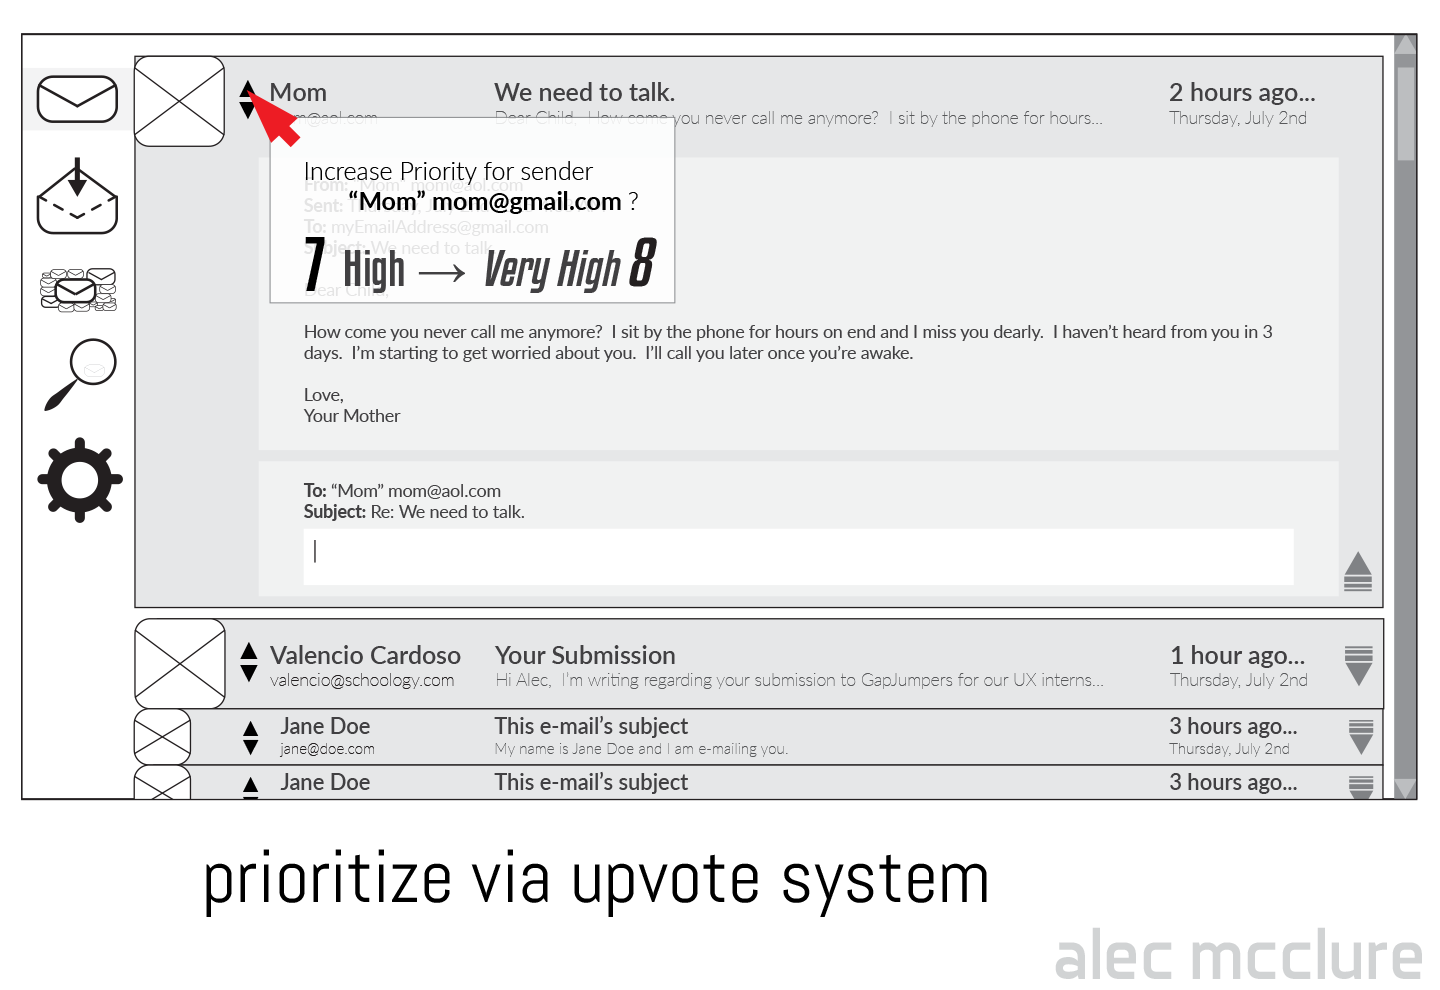 Mom
We need to talk.
2 hours ago...
m@aol.com
Dear Child, How come you never call me anymore? I sit by the phone for hours...
Thursday, July 2nd
Increase Priority for sender
“Mom” mom@gmail.com ?
7 High → Very High 8
From: “Mom” mom@aol.com
Sent:
To: myEmailAddress@gmail.com
Subject: We need to talk
Dear Child,
How come you never call me anymore? I sit by the phone for hours on end and I miss you dearly. I haven’t heard from you in 3
days. I’m starting to get worried about you. I’ll call you later once you’re awake.
Love,
Your Mother
To: “Mom” mom@aol.com
Subject: Re: We need to talk.
Valencio Cardoso
Your Submission
1 hour ago...
valencio@schoology.com
Hi Alec, I’m writing regarding your submission to GapJumpers for our UX interns...
Thursday, July 2nd
Jane Doe
This e-mail’s subject
3 hours ago...
jane@doe.com
My name is Jane Doe and I am e-mailing you.
Thursday, July 2nd
Jane Doe
This e-mail’s subject
3 hours ago...
prioritize via upvote system
alec mcclure